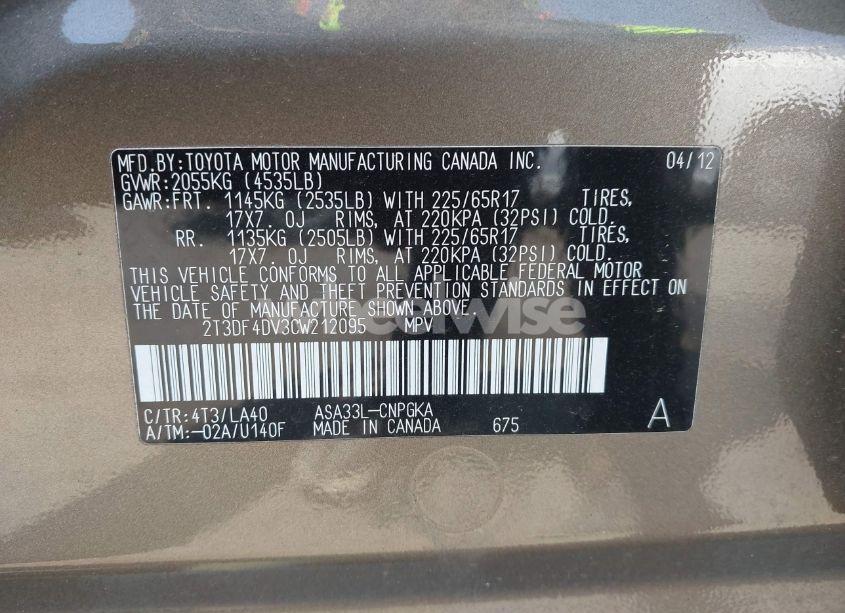 MFD.BY:TOYOTA MOTOR MANUFACTURING CANADA INC. 04/12
GVWR:2055KG (4535LB)
GAWR:FRT. 1145KG (2535LB) WITH 225/65R17 TIRES,
17X7.0J RIMS, AT 220KPA (32PSI) COLD.
RR. 1135KG (2505LB) WITH 225/65R17 TIRES,
17X7.0J RIMS, AT 220KPA (32PSI) COLD.
THIS VEHICLE CONFORMS TO ALL APPLICABLE FEDERAL MOTOR
VEHICLE SAFETY AND THEFT PREVENTION STANDARDS IN EFFECT ON
THE DATE OF MANUFACTURE SHOWN ABOVE.
2T3DF4DV3CW212095 MPV
C/TR:4T3/LA40 ASA33L-CNPGKA
A/TM:-02A/U140F MADE IN CANADA 675 A